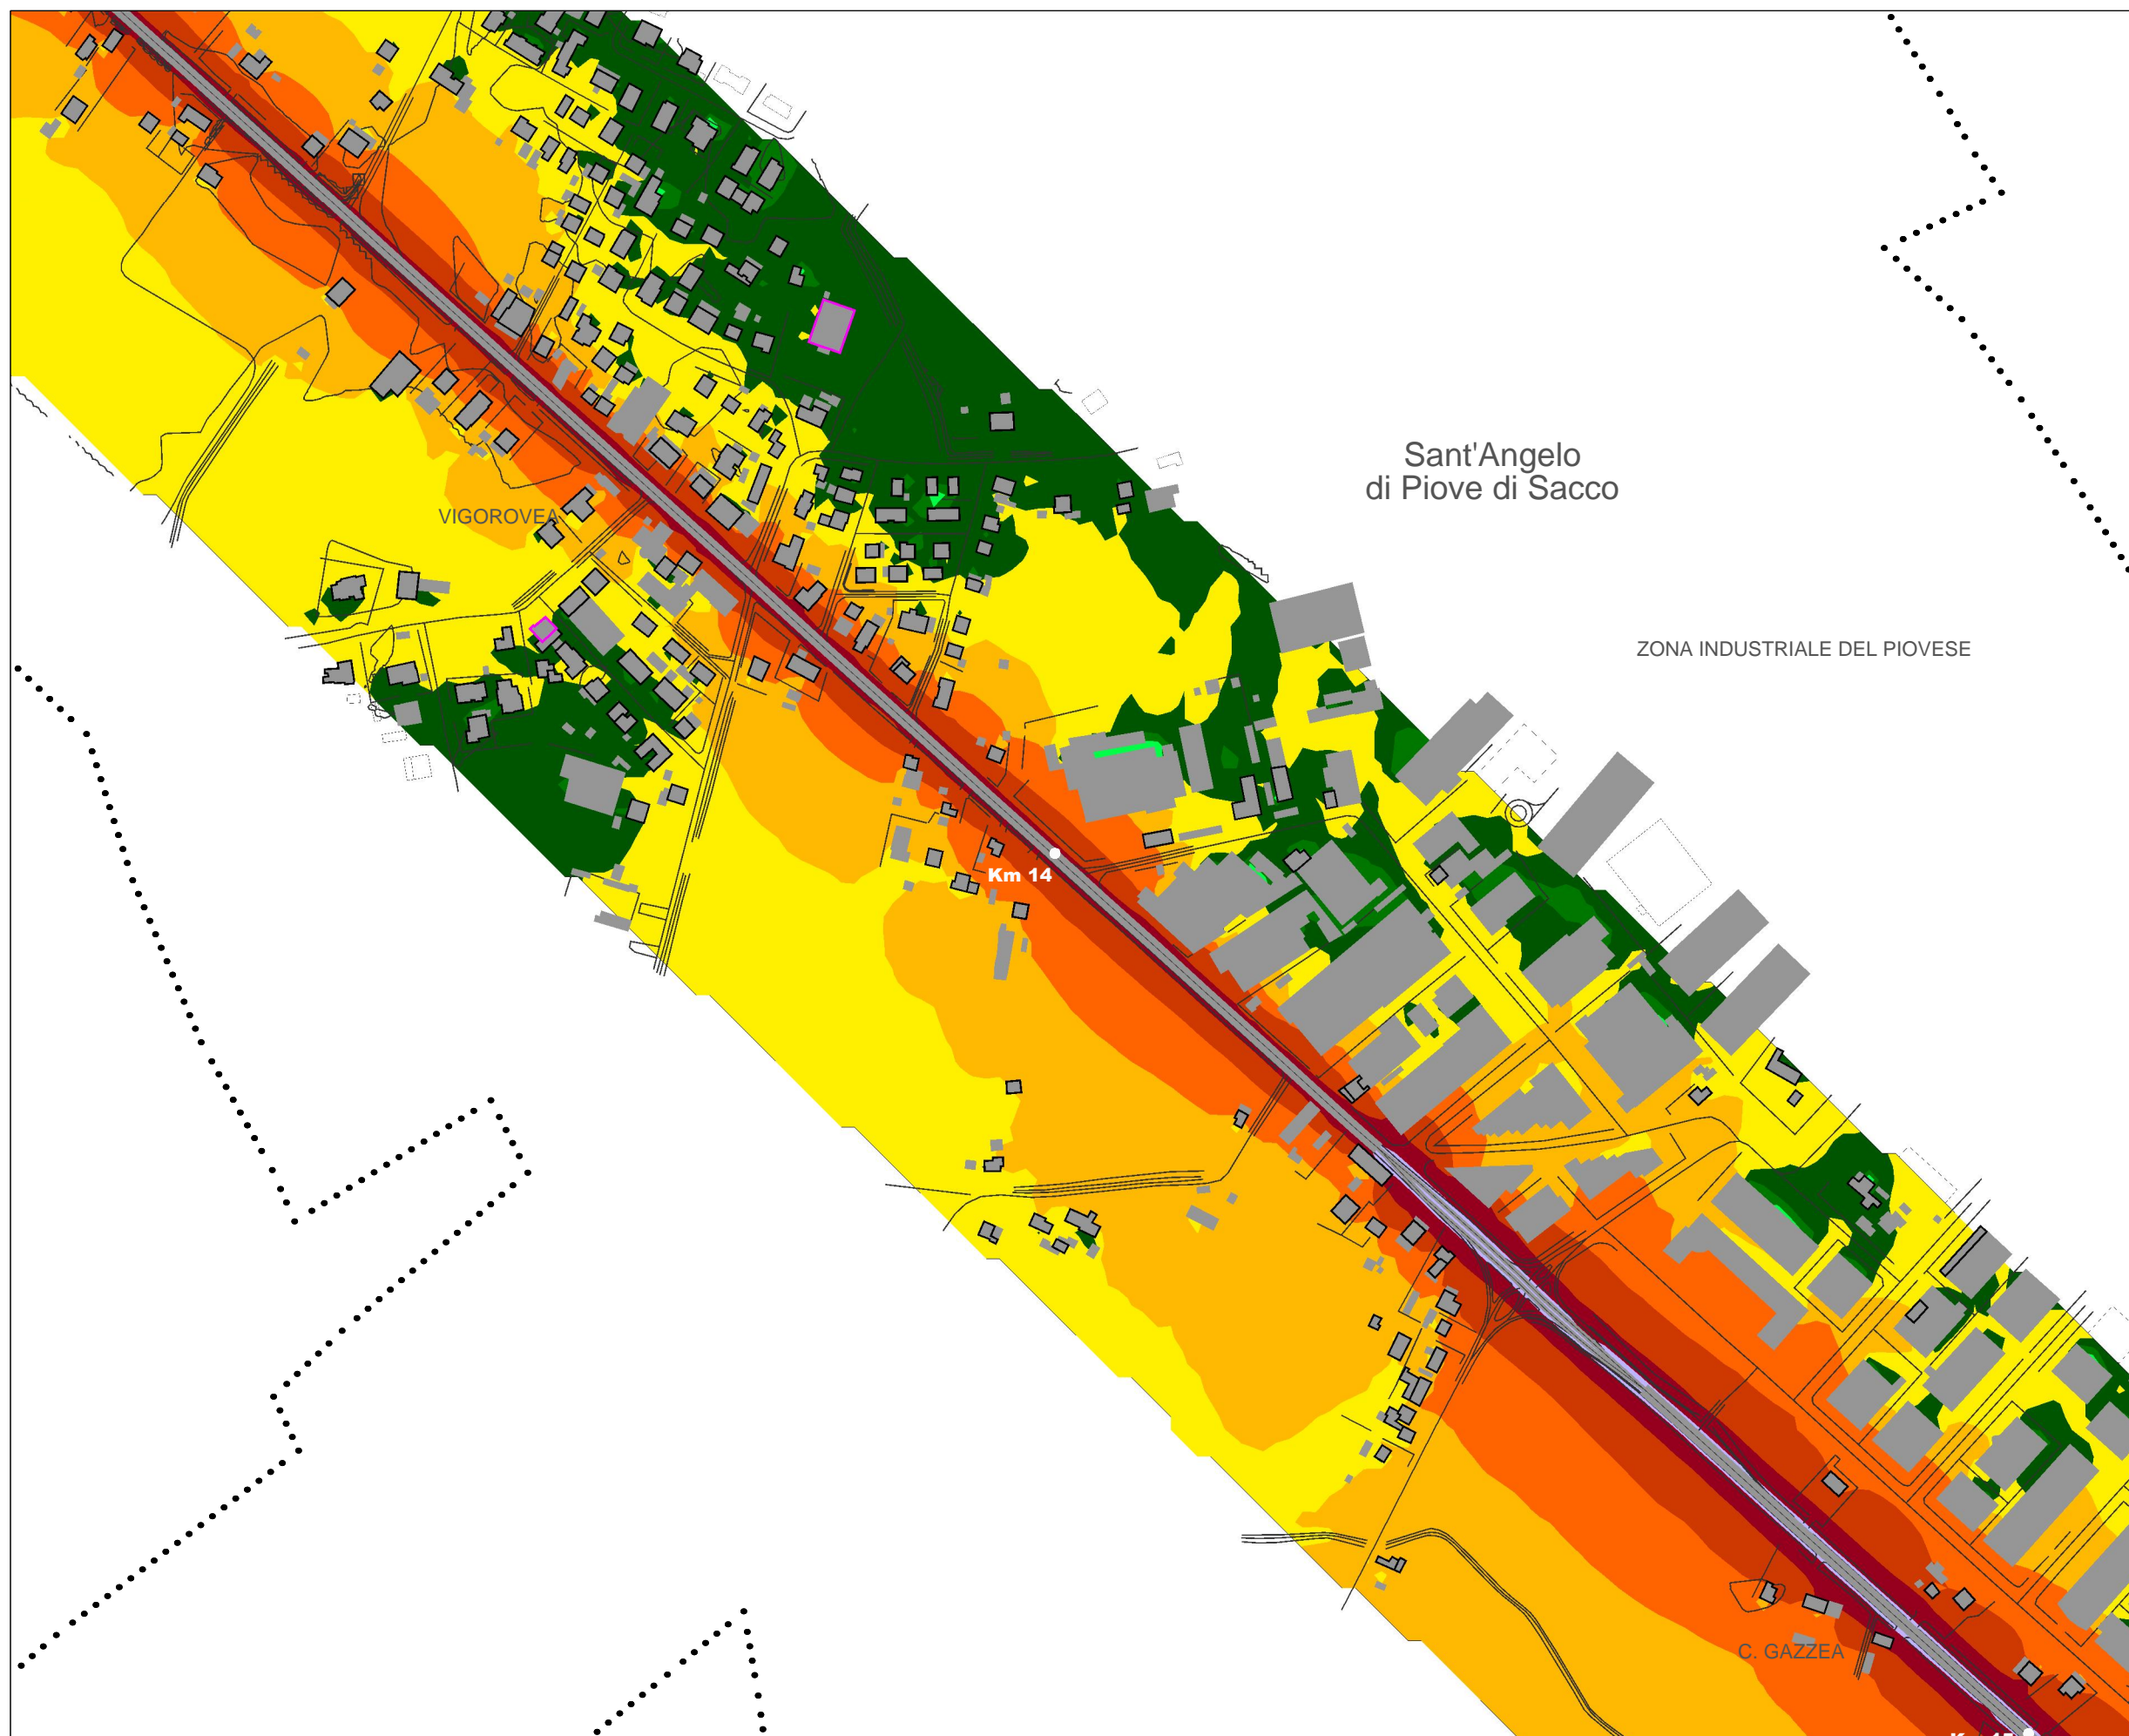 Sant'Angelo
di Piove di Sacco
VIGOROVEA
ZONA INDUSTRIALE DEL PIOVESE
Km 14
C. GAZZEA